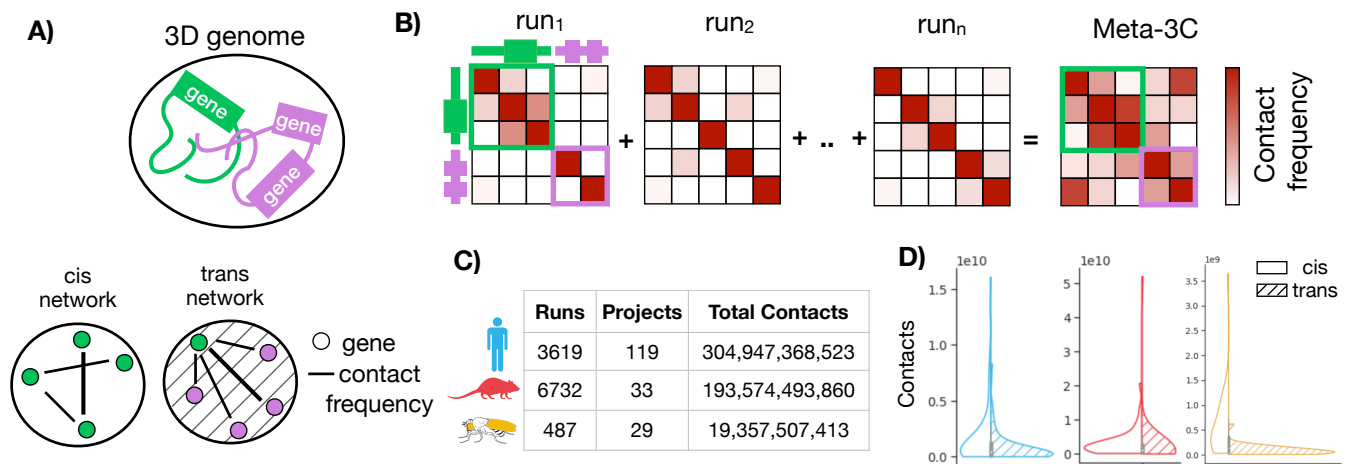 A)
3D genome
gene
gene
gene
cis
network
trans
network
gene
contact
frequency
B)
run₁
run₂
runₙ
Meta-3C
+
+ .. +
=
Contact
frequency
C)
Runs Projects Total Contacts
3619 119 304,947,368,523
6732 33 193,574,493,860
487 29 19,357,507,413
D)
cis
trans
Contacts
1e10
1.5
1.0
0.5
0.0
1e10
5
4
3
2
1
0
1e9
3.5
3.0
2.5
2.0
1.5
1.0
0.5
0.0